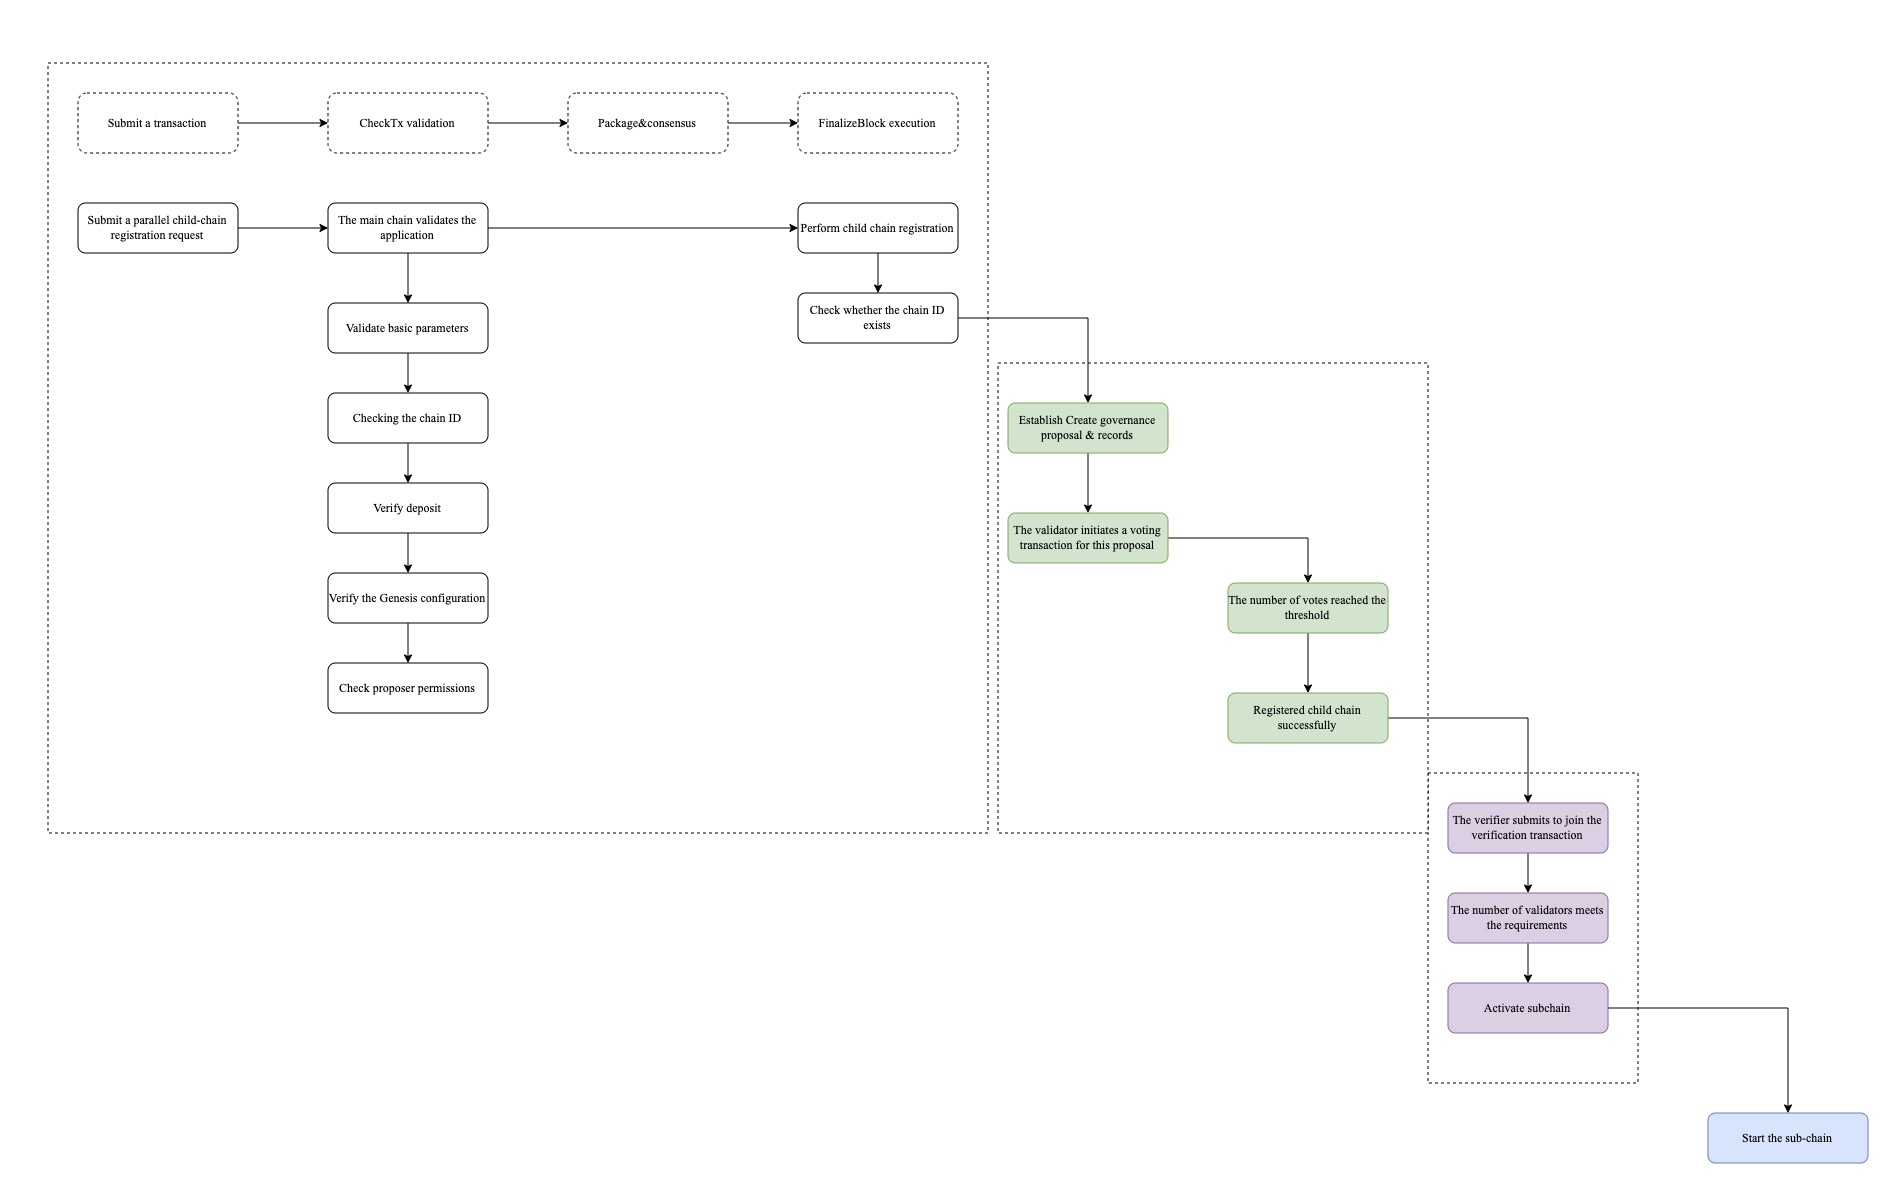 Submit a transaction
CheckTx validation
Package&consensus
FinalizeBlock execution
Submit a parallel child-chain
registration request
The main chain validates the
application
Perform child chain registration
Validate basic parameters
Check whether the chain ID
exists
Checking the chain ID
Verify deposit
Verify the Genesis configuration
Check proposer permissions
Establish Create governance
proposal & records
The validator initiates a voting
transaction for this proposal
The number of votes reached the
threshold
Registered child chain
successfully
The verifier submits to join the
verification transaction
The number of validators meets
the requirements
Activate subchain
Start the sub-chain